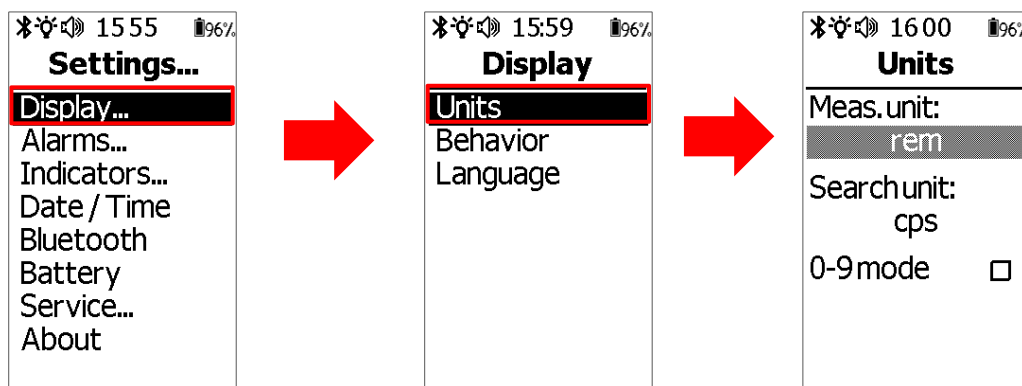 15 55 96%
Settings...
Display...
Alarms...
Indicators...
Date / Time
Bluetooth
Battery
Service...
About
15:59 96%
Display
Units
Behavior
Language
16 00 96%
Units
Meas. unit:
rem
Search unit:
cps
0-9 mode